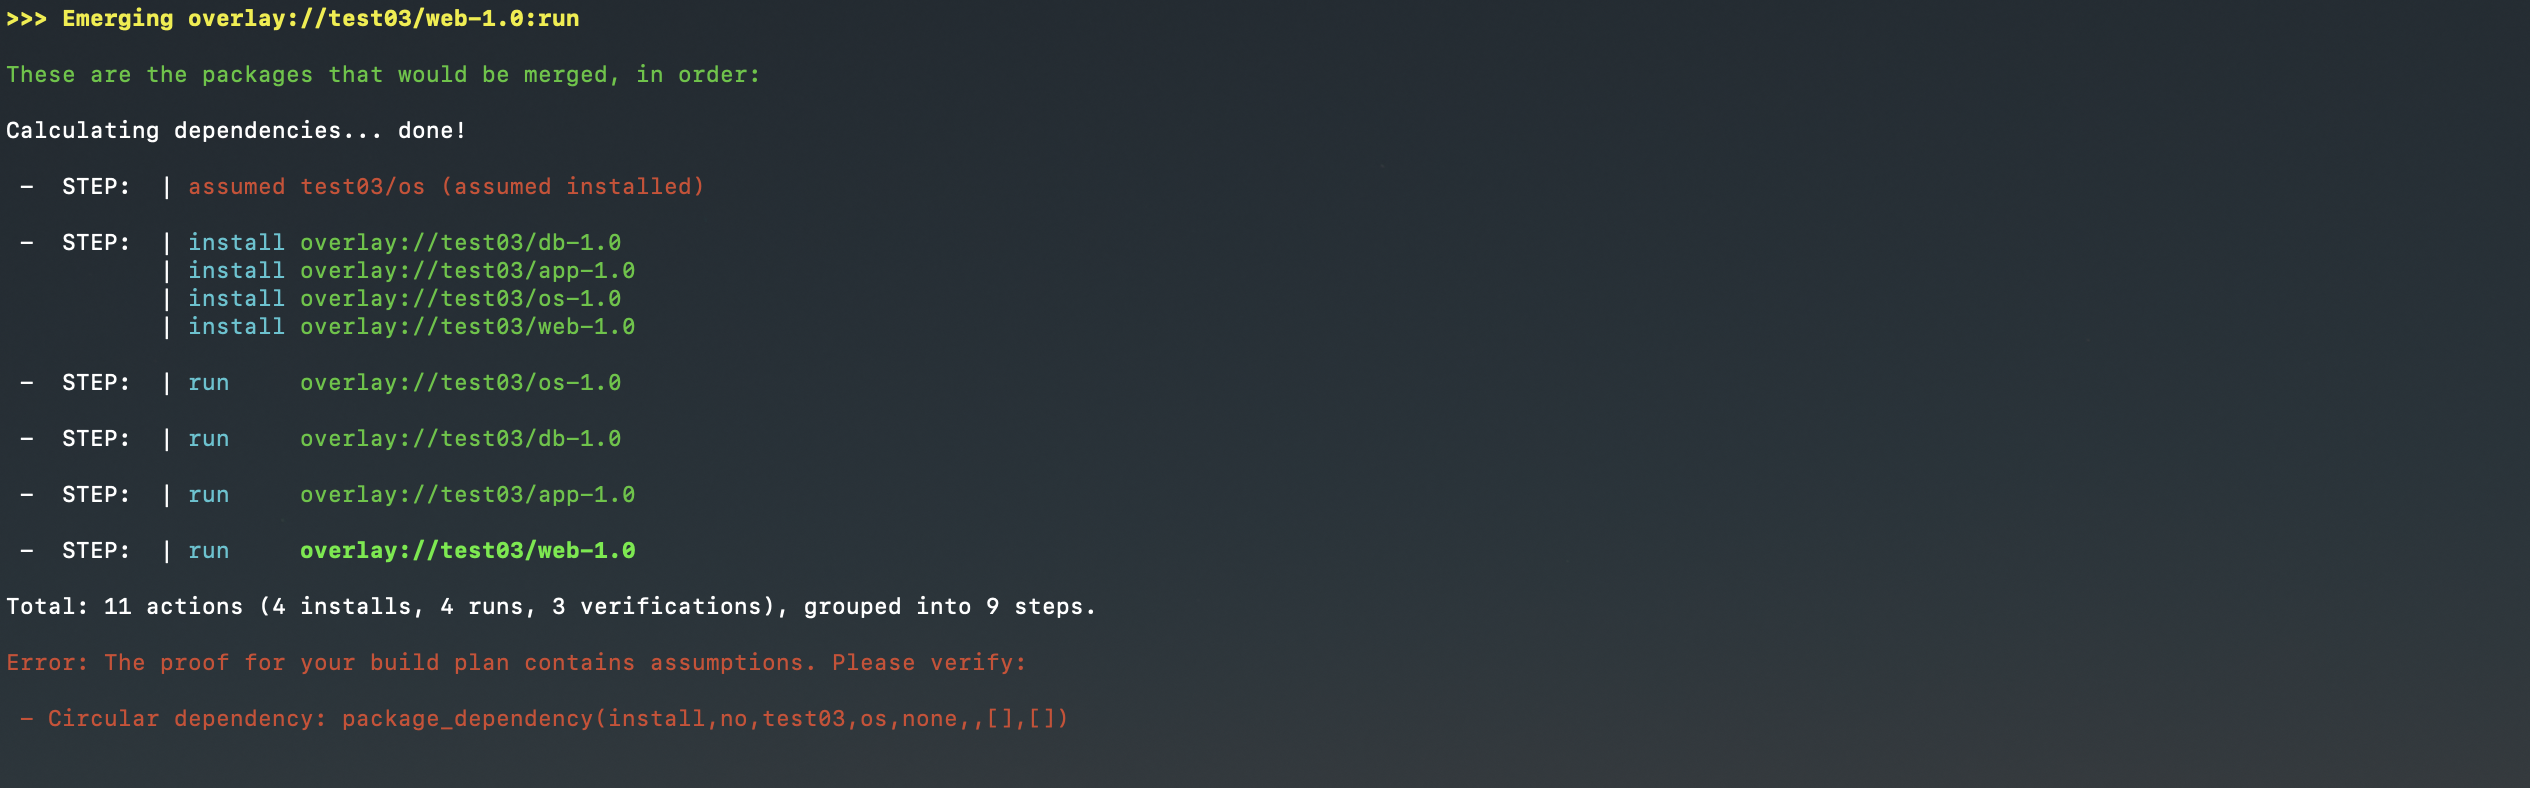 >>> Emerging overlay://test03/web-1.0:run
These are the packages that would be merged, in order:
Calculating dependencies... done!
 -  STEP:  | assumed test03/os (assumed installed)
 -  STEP:  | install overlay://test03/db-1.0
           | install overlay://test03/app-1.0
           | install overlay://test03/os-1.0
           | install overlay://test03/web-1.0
 -  STEP:  | run     overlay://test03/os-1.0
 -  STEP:  | run     overlay://test03/db-1.0
 -  STEP:  | run     overlay://test03/app-1.0
 -  STEP:  | run     overlay://test03/web-1.0
Total: 11 actions (4 installs, 4 runs, 3 verifications), grouped into 9 steps.
Error: The proof for your build plan contains assumptions. Please verify:
 - Circular dependency: package_dependency(install,no,test03,os,none,,[],[])